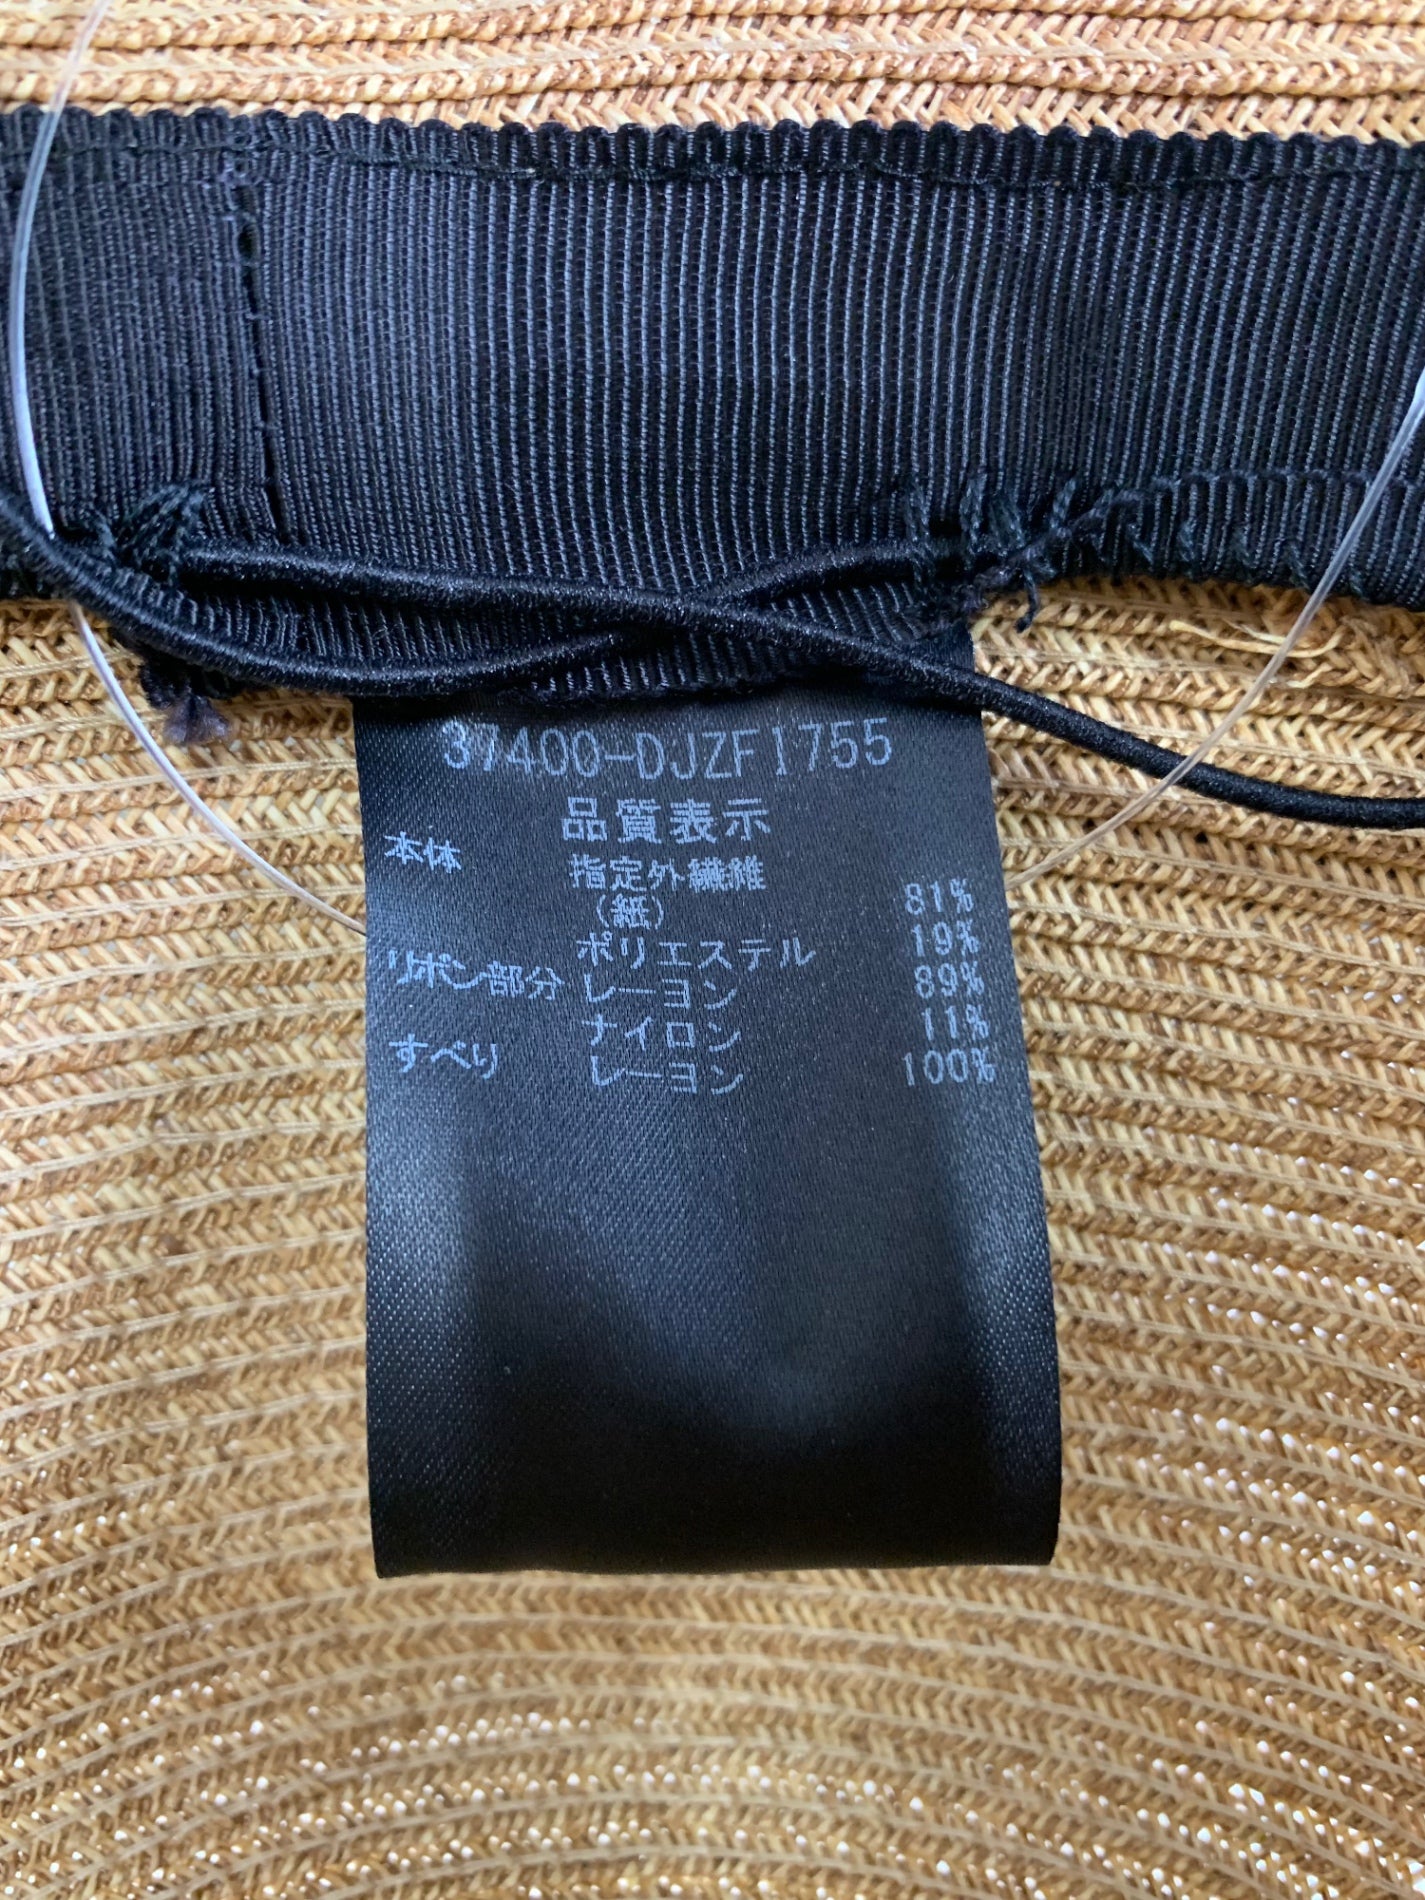 37400-DJZF1755
品質表示
本体 指定外繊維
(紙) 81%
ポリエステル 19%
リボン部分 レーヨン 89%
ナイロン 11%
すべり レーヨン 100%